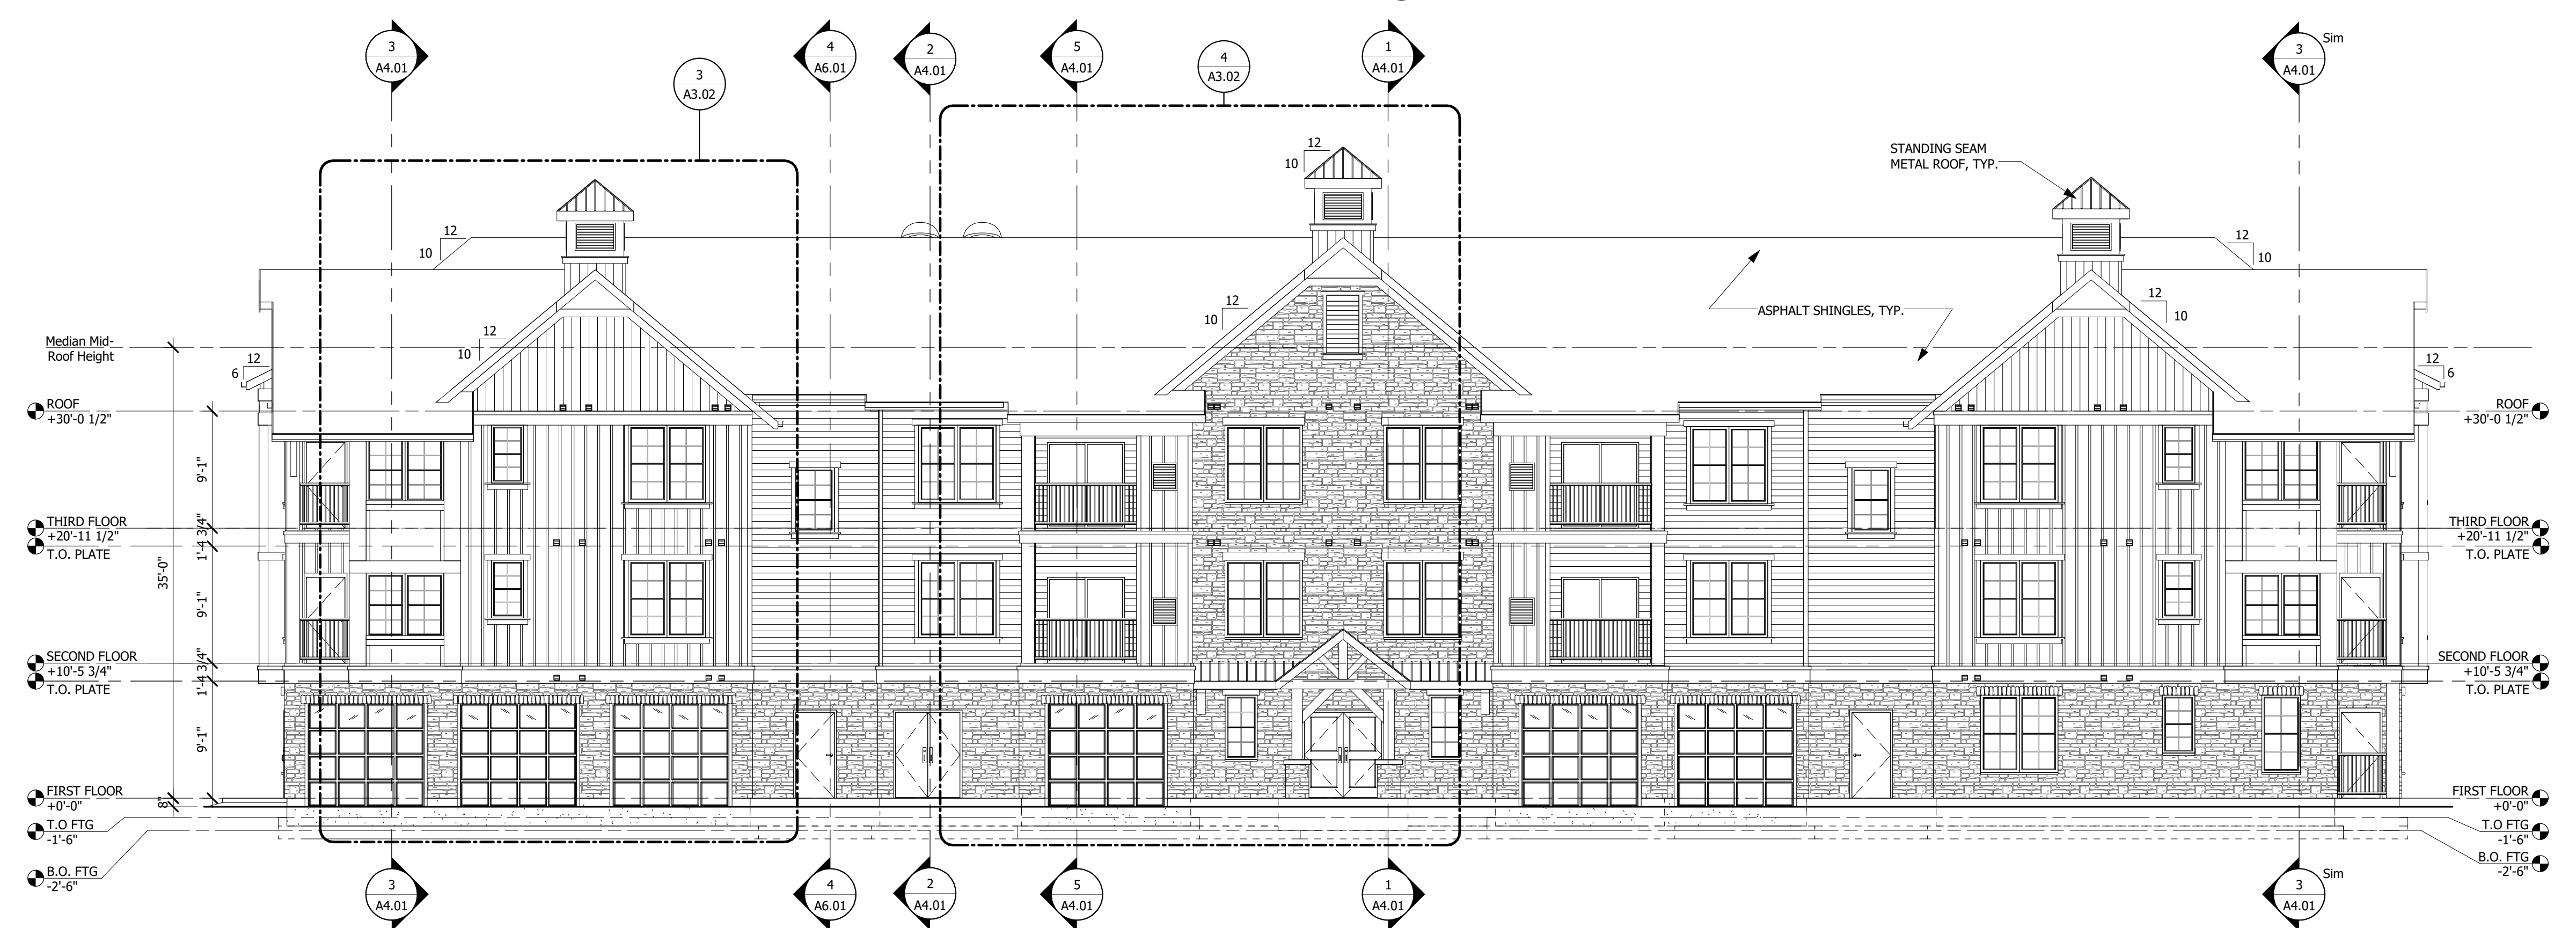 3
A4.01
3
A3.02
4
A6.01
2
A4.01
5
A4.01
4
A3.02
1
A4.01
3
A4.01
Sim
12
10
STANDING SEAM
METAL ROOF, TYP.
12
10
12
10
12
10
12
10
12
10
ASPHALT SHINGLES, TYP.
Median Mid-
Roof Height
12
6
12
6
ROOF
+30'-0 1/2"
THIRD FLOOR
+20'-11 1/2"
T.O. PLATE
SECOND FLOOR
+10'-5 3/4"
T.O. PLATE
FIRST FLOOR
+0'-0"
T.O FTG
-1'-6"
B.O. FTG
-2'-6"
35'-0"
9'-1"
1'-4 3/4"
9'-1"
1'-4 3/4"
9'-1"
8"
ROOF
+30'-0 1/2"
THIRD FLOOR
+20'-11 1/2"
T.O. PLATE
SECOND FLOOR
+10'-5 3/4"
T.O. PLATE
FIRST FLOOR
+0'-0"
T.O FTG
-1'-6"
B.O. FTG
-2'-6"
3
A4.01
4
A6.01
2
A4.01
5
A4.01
1
A4.01
3
A4.01
Sim